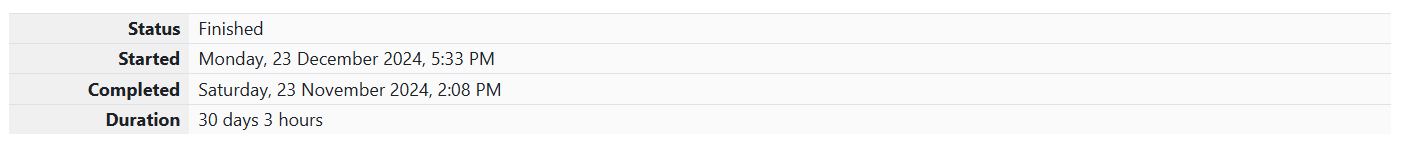 Status Finished
Started Monday, 23 December 2024, 5:33 PM
Completed Saturday, 23 November 2024, 2:08 PM
Duration 30 days 3 hours